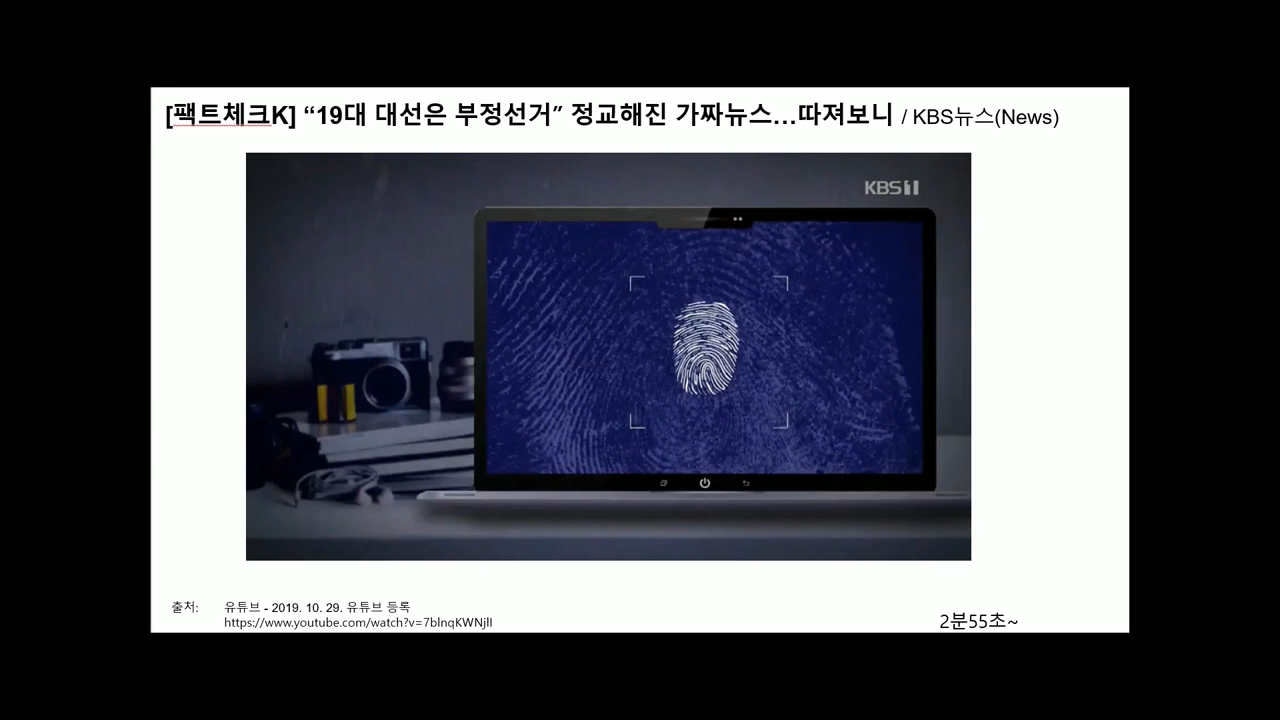 [팩트체크K] “19대 대선은 부정선거” 정교해진 가짜뉴스…따져보니 / KBS뉴스(News)
KBS1
출처: 유튜브 - 2019. 10. 29. 유튜브 등록
https://www.youtube.com/watch?v=7blnqKWNjlI
2분55초~